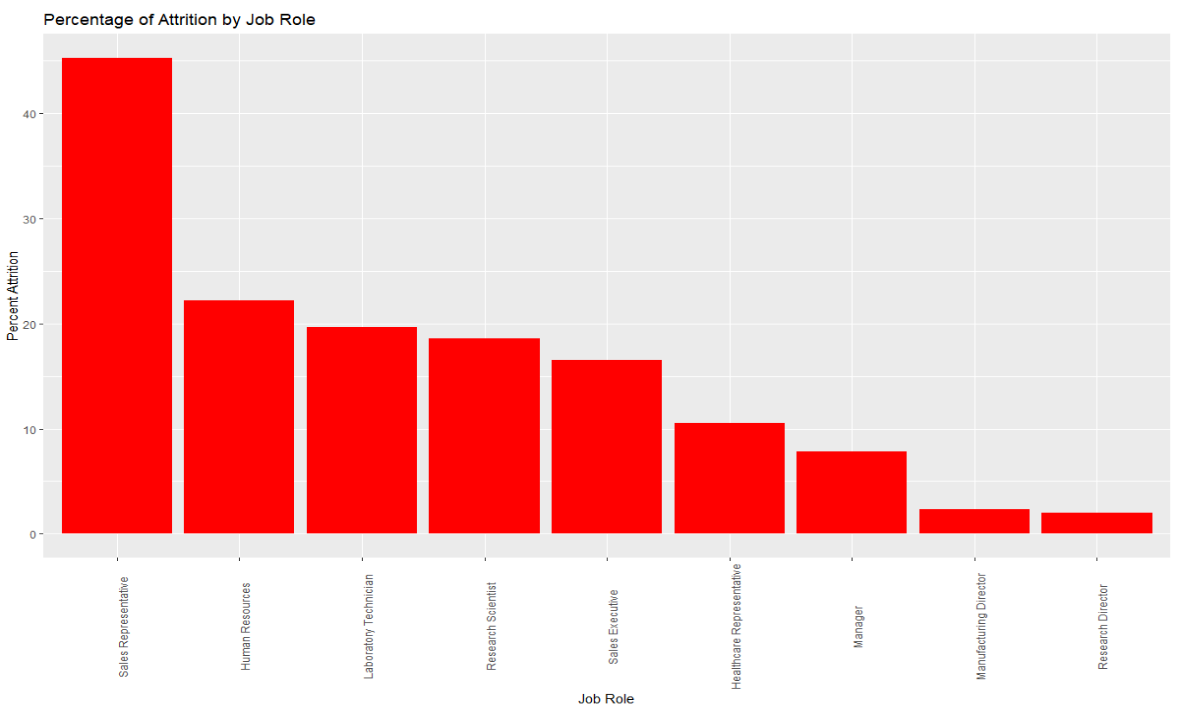 Percentage of Attrition by Job Role
Percent Attrition
40
30
20
10
0
Sales Representative
Human Resources
Laboratory Technician
Research Scientist
Sales Executive
Healthcare Representative
Manager
Manufacturing Director
Research Director
Job Role